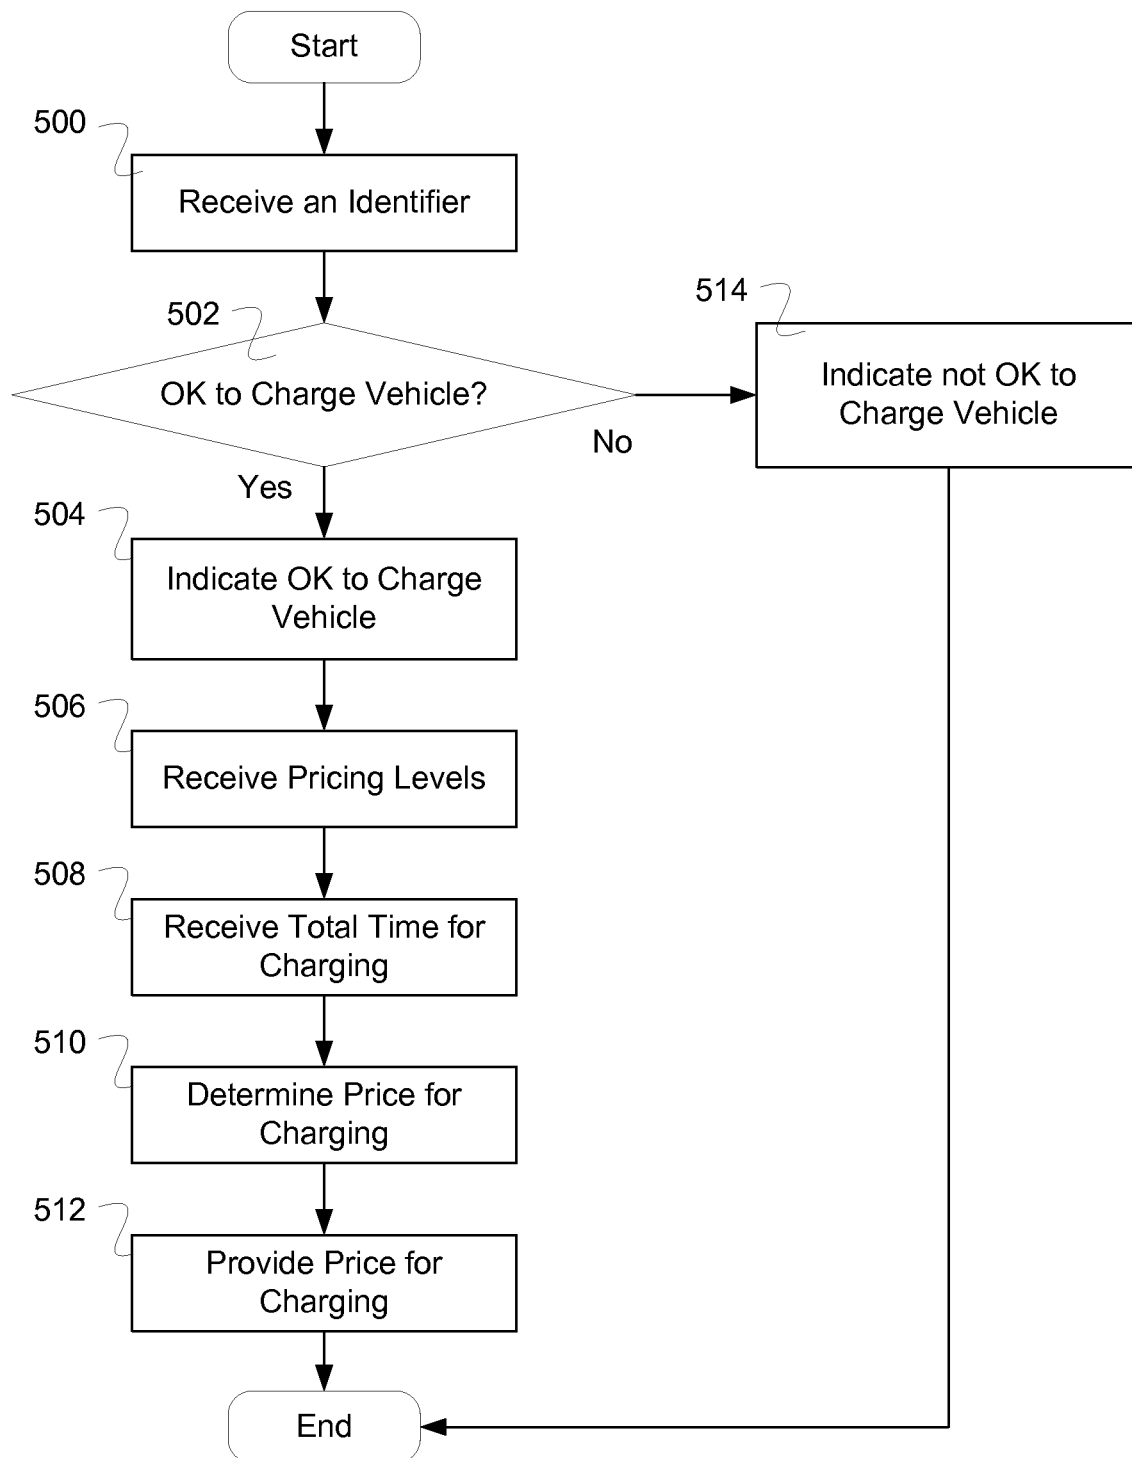 Start
500
Receive an Identifier
502
514
OK to Charge Vehicle?
Indicate not OK to
Charge Vehicle
No
Yes
504
Indicate OK to Charge
Vehicle
506
Receive Pricing Levels
508
Receive Total Time for
Charging
510
Determine Price for
Charging
512
Provide Price for
Charging
End